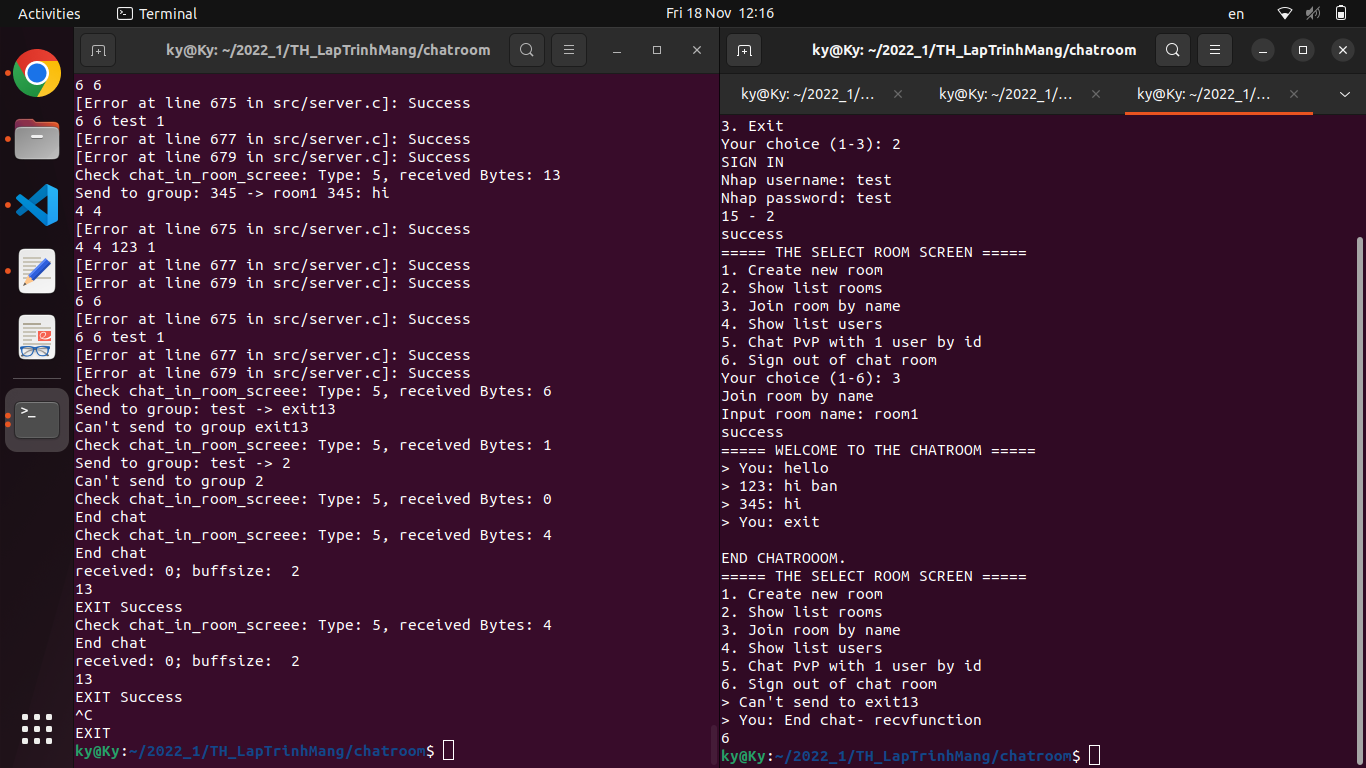 Activities
Terminal
Fri 18 Nov 12:16
en
ky@Ky: ~/2022_1/TH_LapTrinhMang/chatroom
6 6
[Error at line 675 in src/server.c]: Success
6 6 test 1
[Error at line 677 in src/server.c]: Success
[Error at line 679 in src/server.c]: Success
Check chat_in_room_screee: Type: 5, received Bytes: 13
Send to group: 345 -> room1 345: hi
4 4
[Error at line 675 in src/server.c]: Success
4 4 123 1
[Error at line 677 in src/server.c]: Success
[Error at line 679 in src/server.c]: Success
6 6
[Error at line 675 in src/server.c]: Success
6 6 test 1
[Error at line 677 in src/server.c]: Success
[Error at line 679 in src/server.c]: Success
Check chat_in_room_screee: Type: 5, received Bytes: 6
Send to group: test -> exit13
Can't send to group exit13
Check chat_in_room_screee: Type: 5, received Bytes: 1
Send to group: test -> 2
Can't send to group 2
Check chat_in_room_screee: Type: 5, received Bytes: 0
End chat
Check chat_in_room_screee: Type: 5, received Bytes: 4
End chat
received: 0; buffsize:  2
13
EXIT Success
Check chat_in_room_screee: Type: 5, received Bytes: 4
End chat
received: 0; buffsize:  2
13
EXIT Success
^C
EXIT
ky@Ky:~/2022_1/TH_LapTrinhMang/chatroom$
ky@Ky: ~/2022_1/TH_LapTrinhMang/chatroom
ky@Ky: ~/2022_1/...
ky@Ky: ~/2022_1/...
ky@Ky: ~/2022_1/...
3. Exit
Your choice (1-3): 2
SIGN IN
Nhap username: test
Nhap password: test
15 - 2
success
===== THE SELECT ROOM SCREEN =====
1. Create new room
2. Show list rooms
3. Join room by name
4. Show list users
5. Chat PvP with 1 user by id
6. Sign out of chat room
Your choice (1-6): 3
Join room by name
Input room name: room1
success
===== WELCOME TO THE CHATROOM =====
> You: hello
> 123: hi ban
> 345: hi
> You: exit
END CHATROOOM.
===== THE SELECT ROOM SCREEN =====
1. Create new room
2. Show list rooms
3. Join room by name
4. Show list users
5. Chat PvP with 1 user by id
6. Sign out of chat room
> Can't send to exit13
> You: End chat- recvfunction
6
ky@Ky:~/2022_1/TH_LapTrinhMang/chatroom$